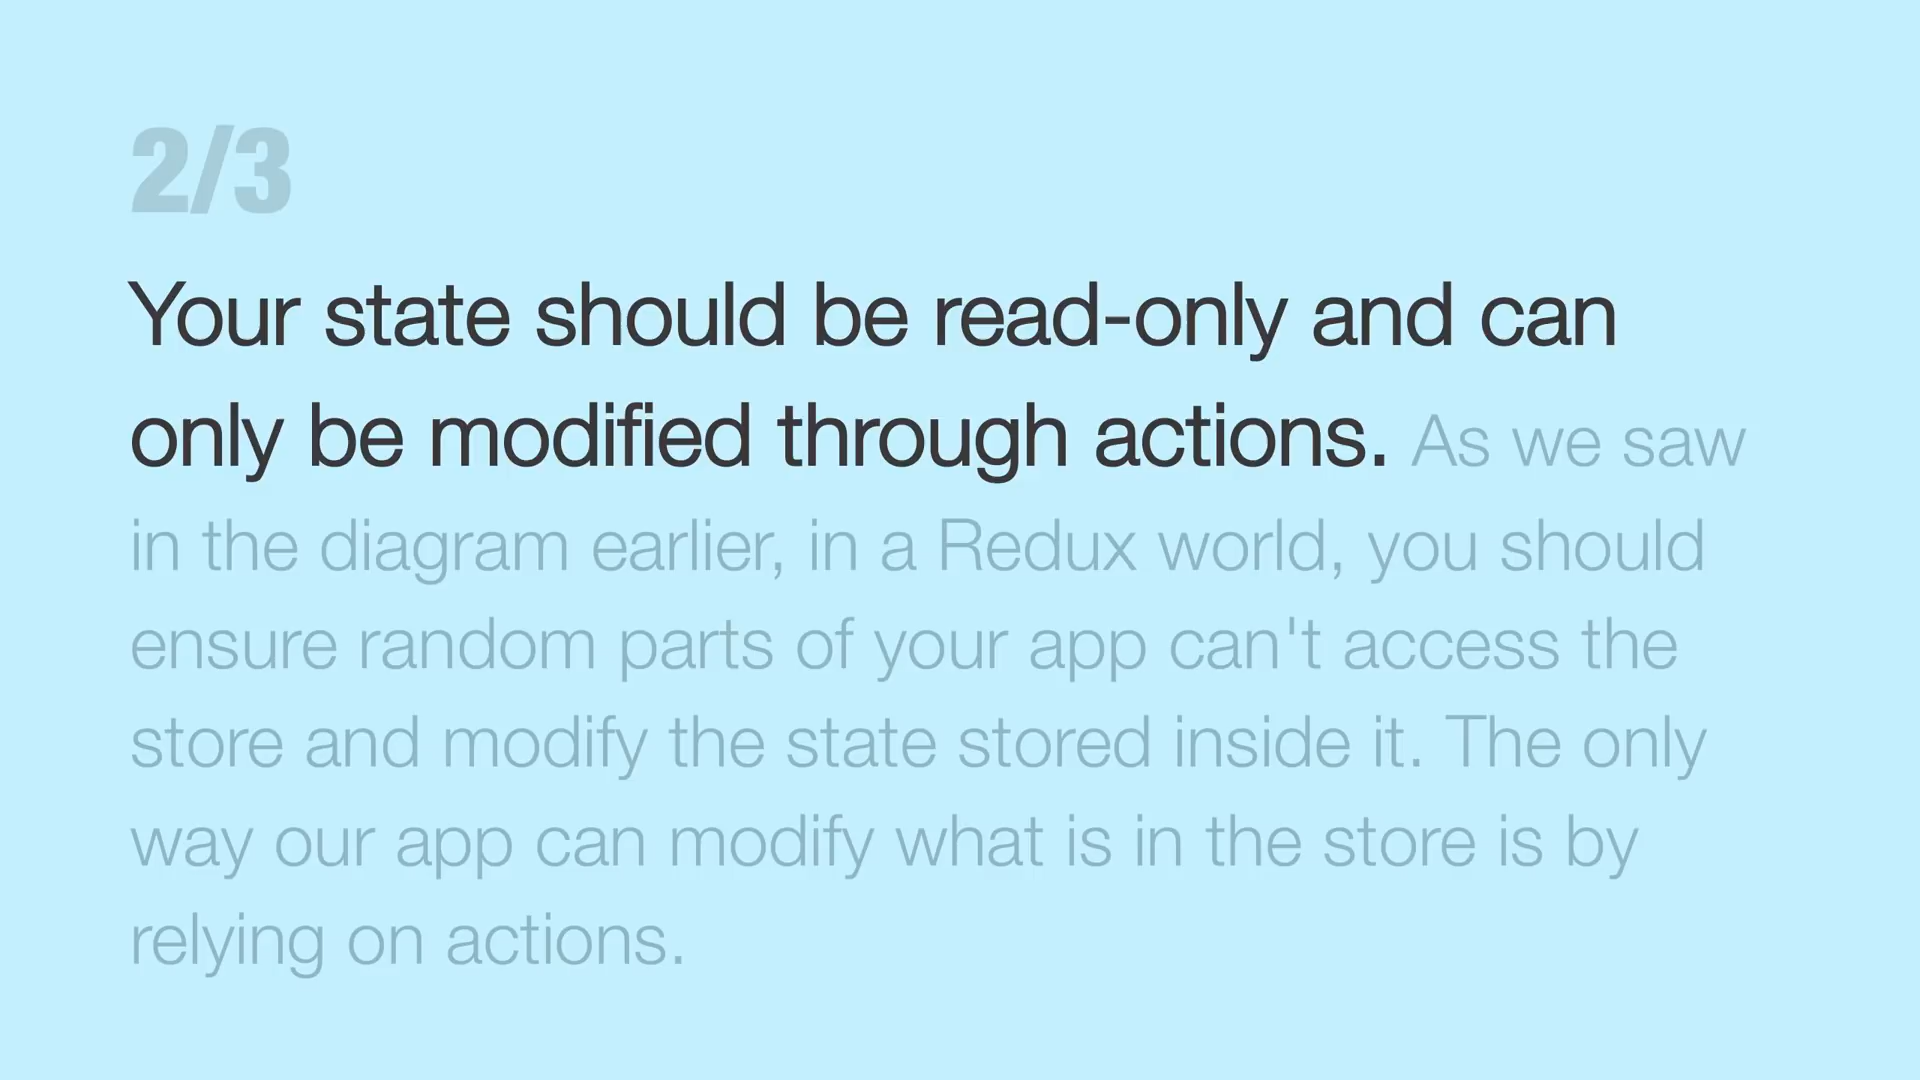 2/3
Your state should be read-only and can
only be modified through actions. As we saw
in the diagram earlier, in a Redux world, you should
ensure random parts of your app can't access the
store and modify the state stored inside it. The only
way our app can modify what is in the store is by
relying on actions.